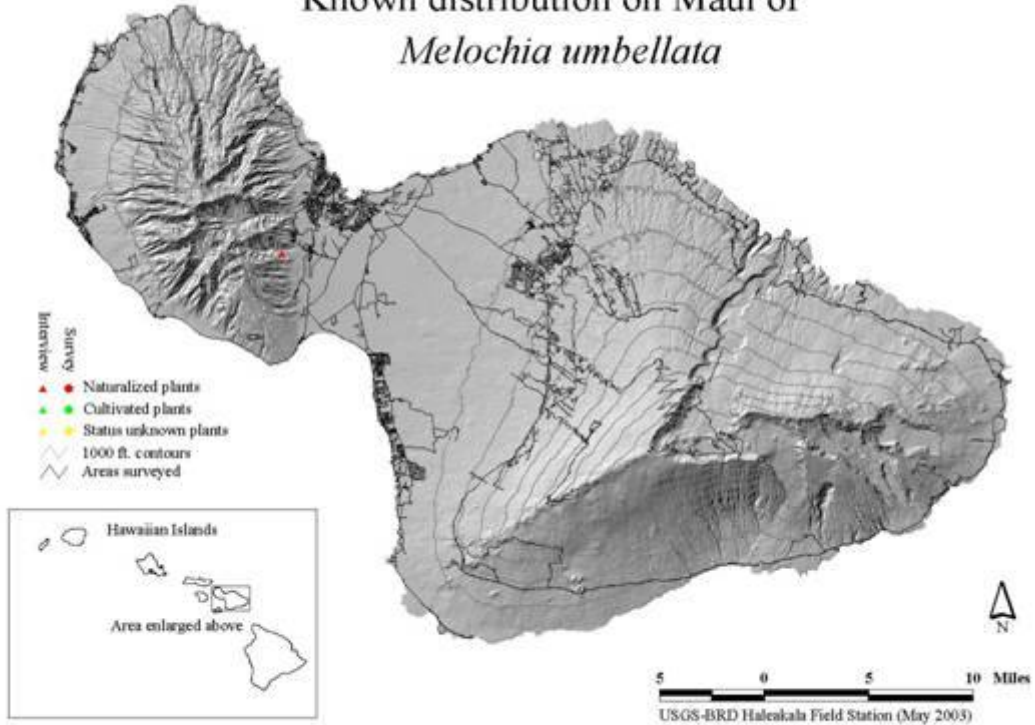 Known distribution on Maui of
Melochia umbellata
Interview
Survey
Naturalized plants
Cultivated plants
Status unknown plants
1000 ft. contours
Areas surveyed
Hawaiian Islands
Area enlarged above
N
5 0 5 10 Miles
USGS-BRD Haleakala Field Station (May 2003)